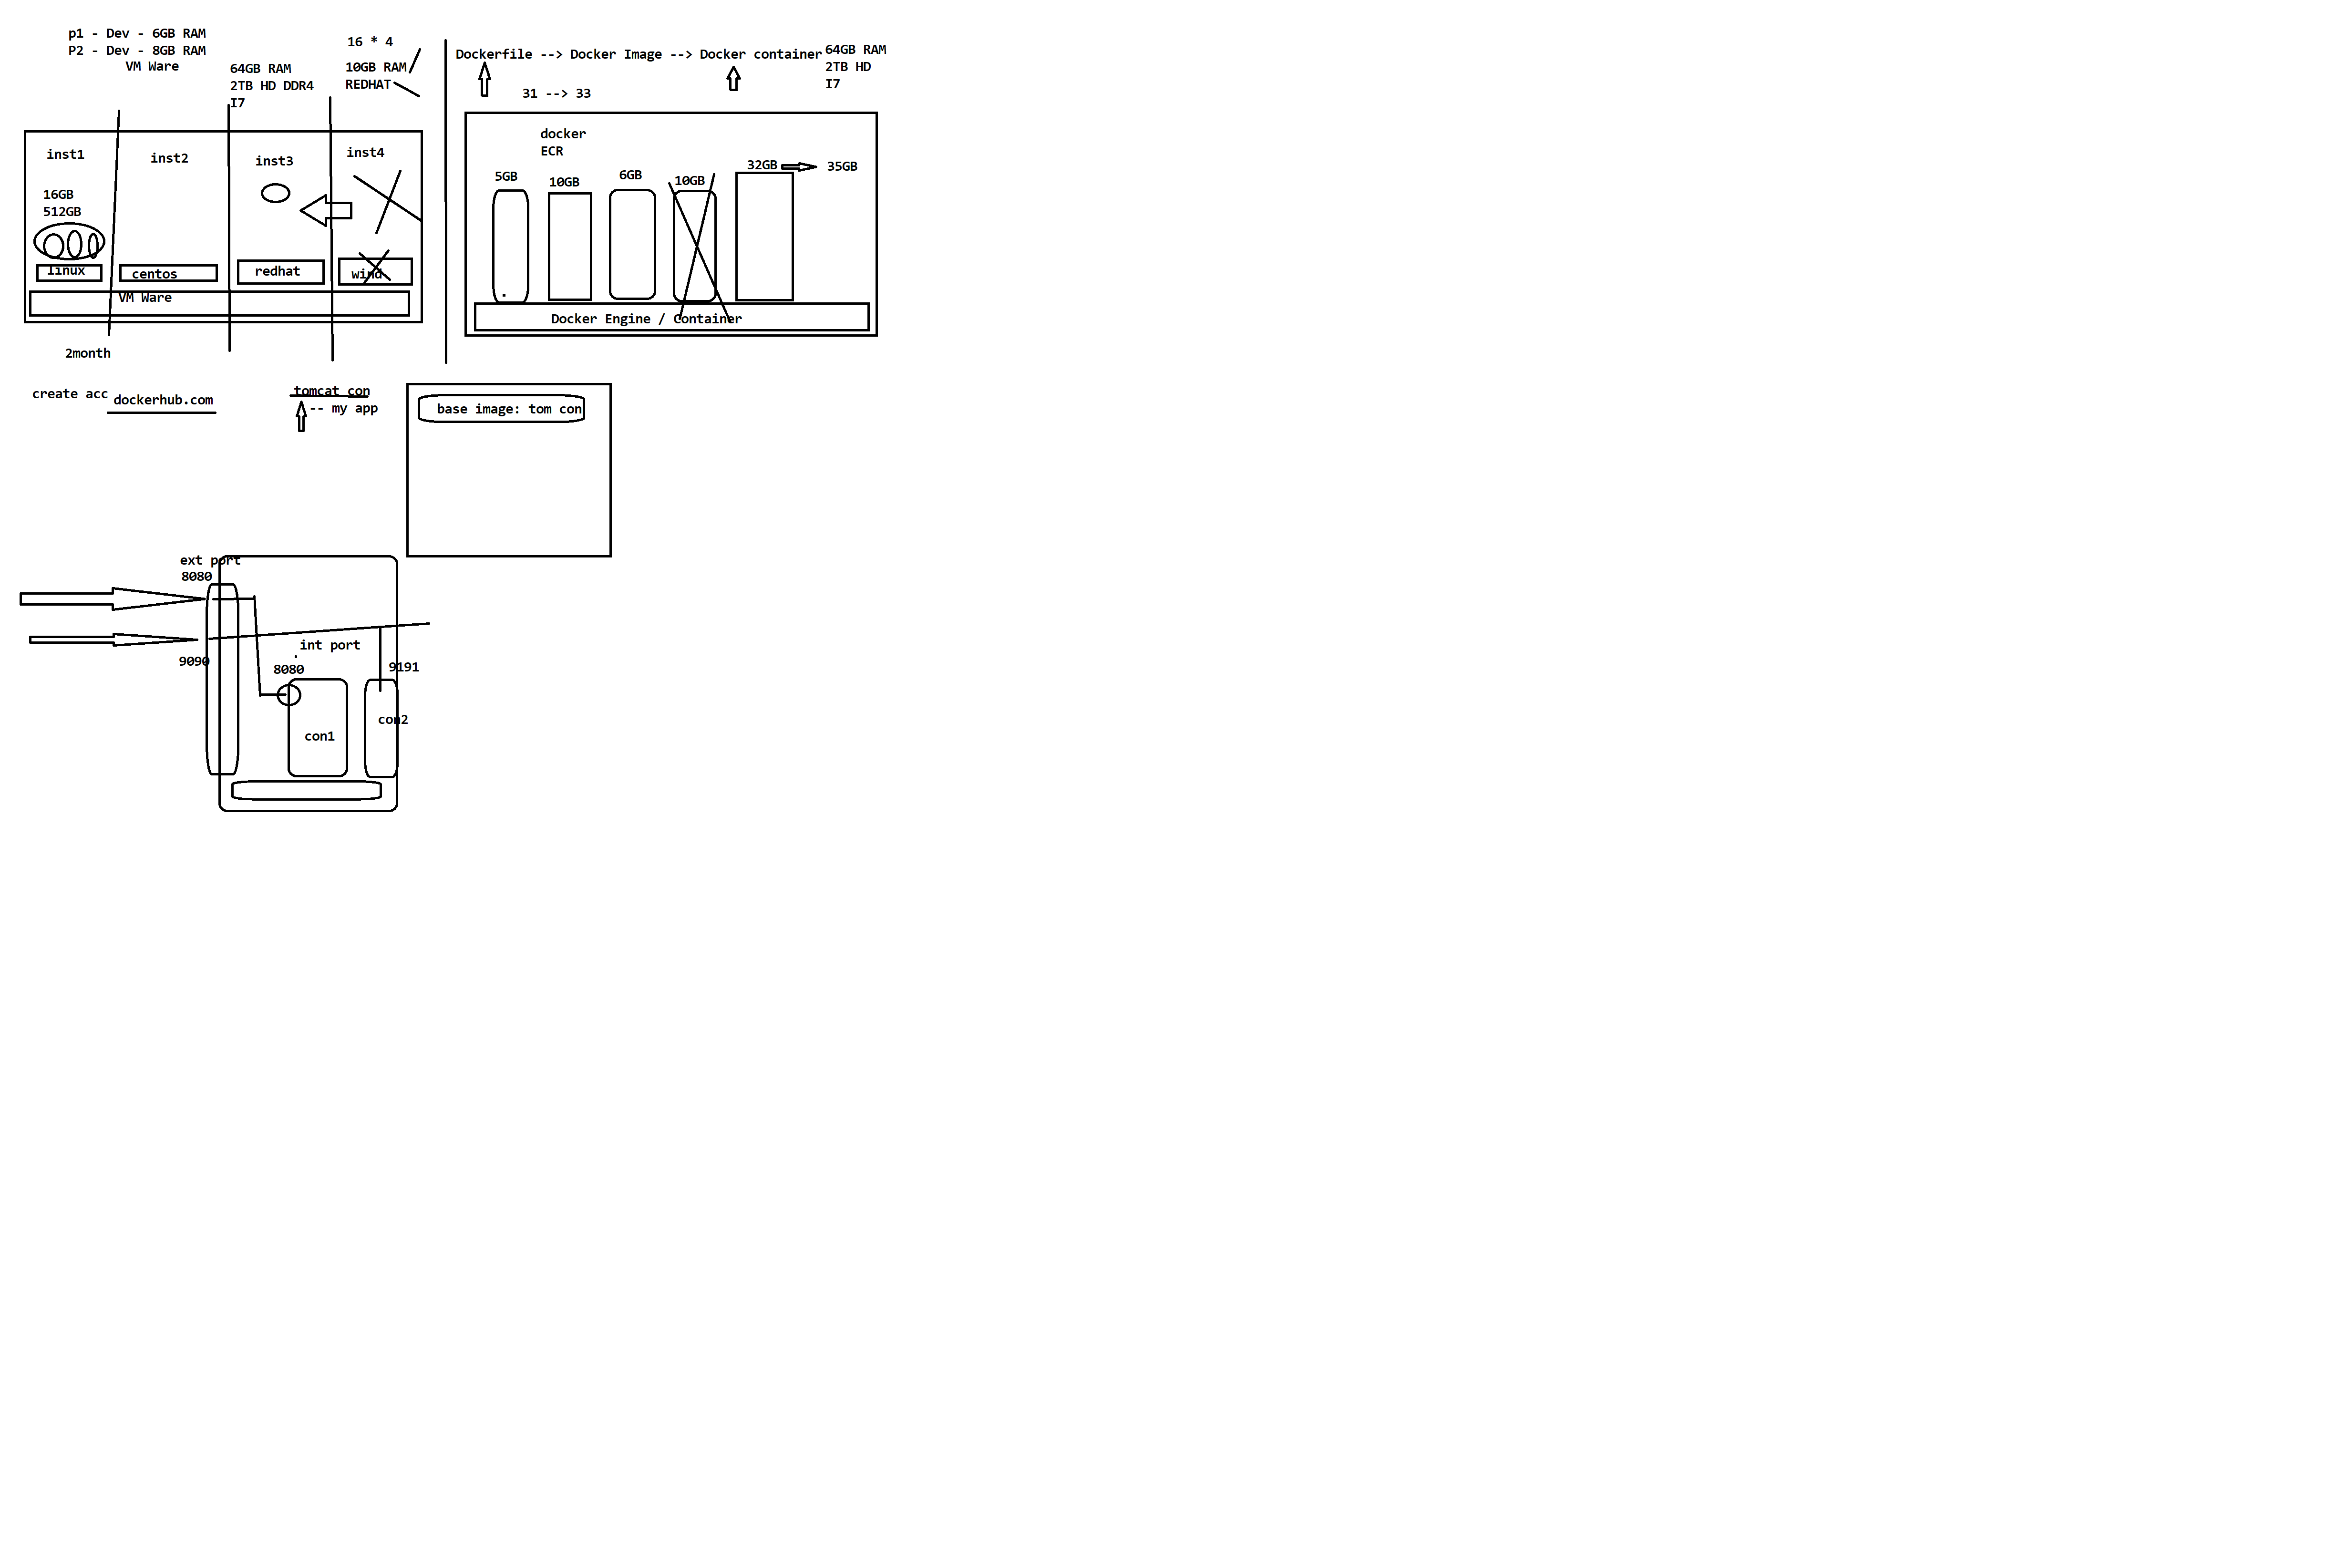 p1 - Dev - 6GB RAM
P2 - Dev - 8GB RAM
VM Ware
64GB RAM
2TB HD DDR4
I7
16 * 4
10GB RAM
REDHAT
inst1
inst2
inst3
inst4
16GB
512GB
linux
centos
redhat
wind
VM Ware
2month
Dockerfile --> Docker Image --> Docker container
64GB RAM
2TB HD
I7
31 --> 33
docker
ECR
5GB
10GB
6GB
10GB
32GB
35GB
Docker Engine / Container
create acc
dockerhub.com
tomcat con
-- my app
base image: tom con
ext port
8080
9090
int port
8080
9191
con1
con2